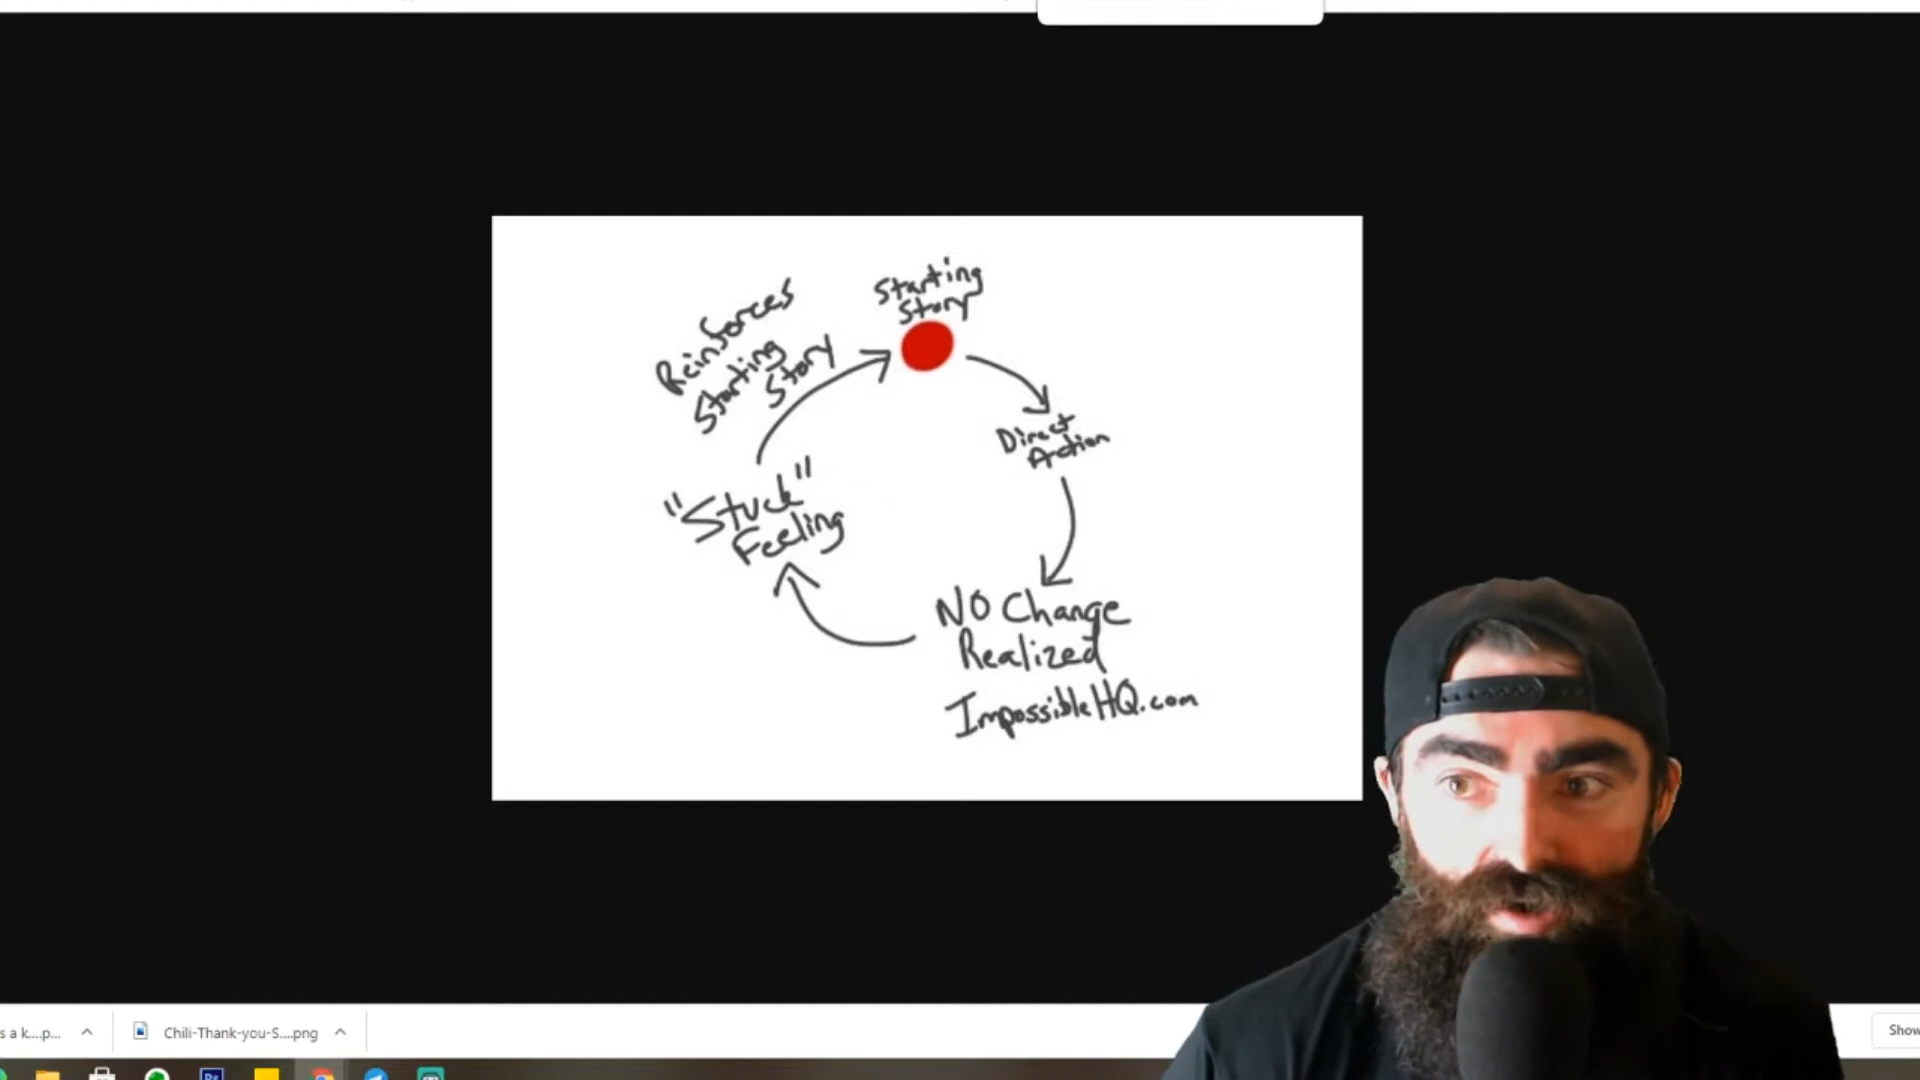 Starting
Story
Direct
Action
NO Change
Realized
ImpossibleHQ.com
"Stuck"
Feeling
Reinforces
Starting
Story
s a k....p...
Chili-Thank-you-S....png
Show
Ps